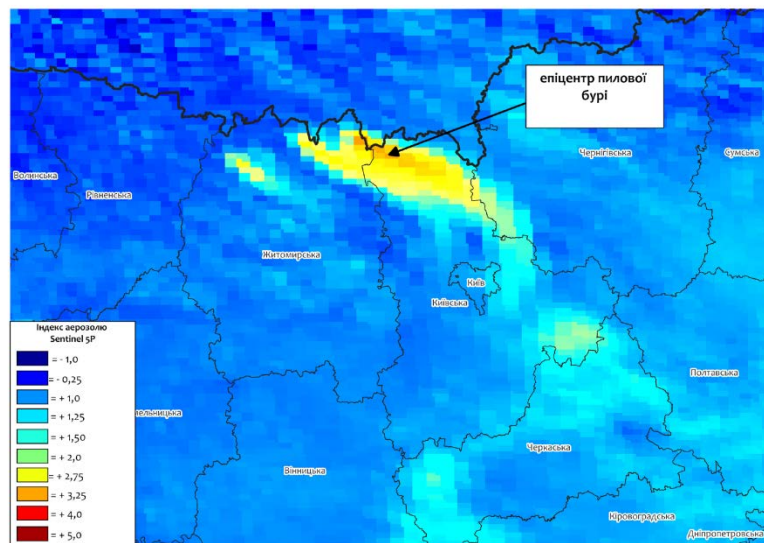 епіцентр пилової
бурі
Чернігівська
Сумська
Волинська
Рівненська
Житомирська
Київ
Київська
Індекс аерозолю
Sentinel 5P
= - 1,0
= - 0,25
= + 1,0
= + 1,25
= + 1,50
= + 2,0
= + 2,75
= + 3,25
= + 4,0
= + 5,0
мельницька
Полтавська
Черкаська
Вінницька
Кіровоградська
Дніпропетровська